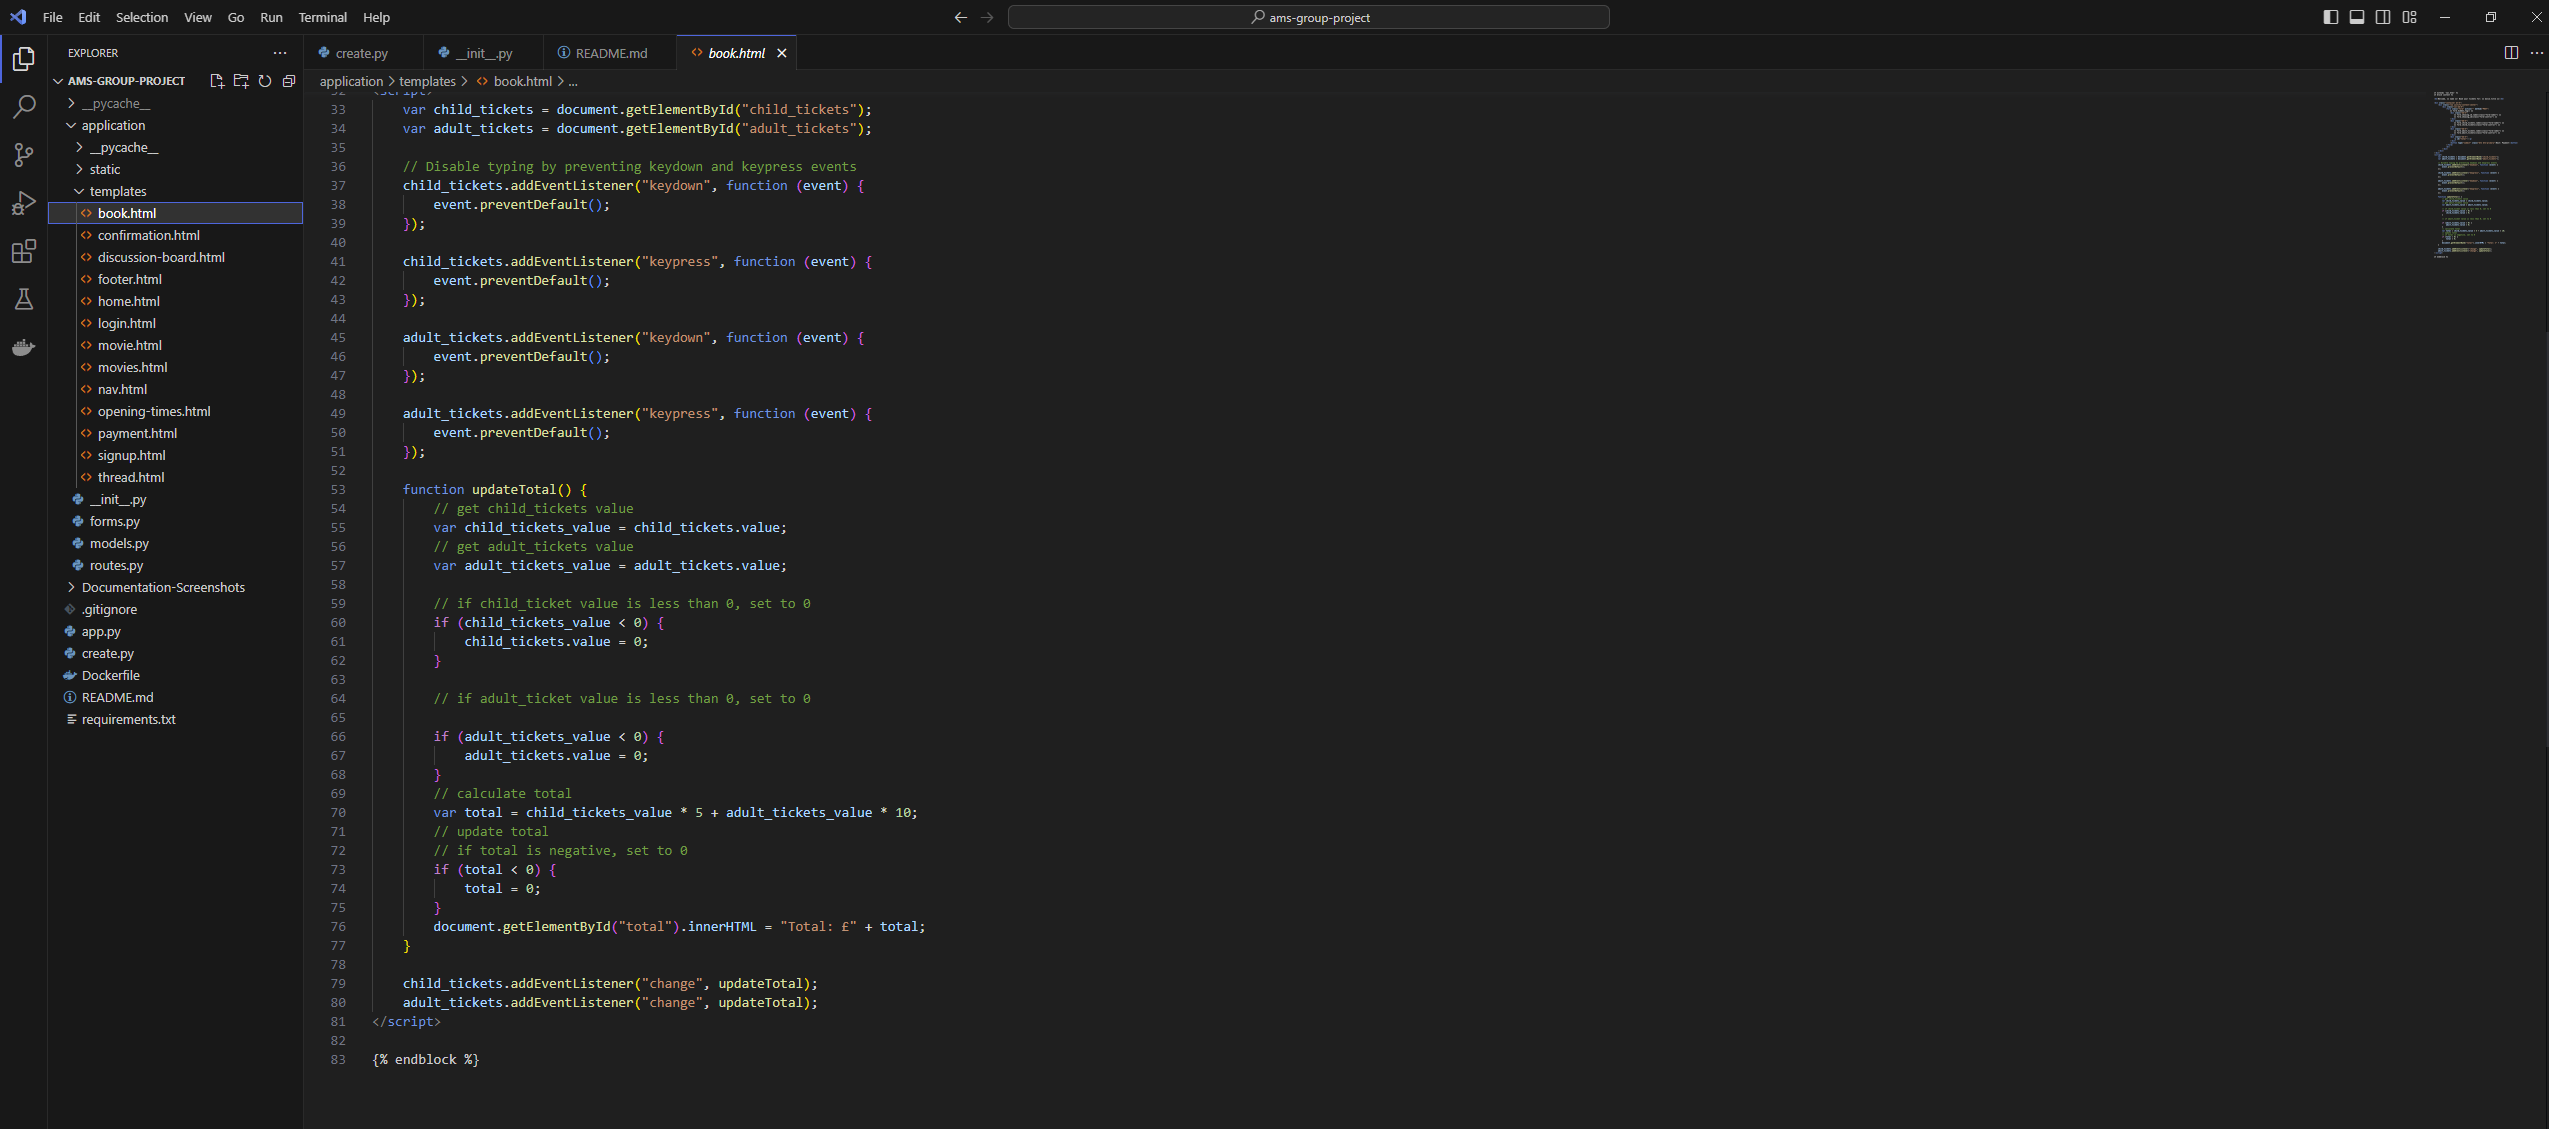 File Edit Selection View Go Run Terminal Help
ams-group-project
EXPLORER
AMS-GROUP-PROJECT
__pycache__
application
__pycache__
static
templates
book.html
confirmation.html
discussion-board.html
footer.html
home.html
login.html
movie.html
movies.html
nav.html
opening-times.html
payment.html
signup.html
thread.html
__init__.py
forms.py
models.py
routes.py
Documentation-Screenshots
.gitignore
app.py
create.py
Dockerfile
README.md
requirements.txt
create.py __init__.py README.md book.html
application > templates > book.html > ...
32 <script>
33 var child_tickets = document.getElementById("child_tickets");
34 var adult_tickets = document.getElementById("adult_tickets");
35
36 // Disable typing by preventing keydown and keypress events
37 child_tickets.addEventListener("keydown", function (event) {
38 event.preventDefault();
39 });
40
41 child_tickets.addEventListener("keypress", function (event) {
42 event.preventDefault();
43 });
44
45 adult_tickets.addEventListener("keydown", function (event) {
46 event.preventDefault();
47 });
48
49 adult_tickets.addEventListener("keypress", function (event) {
50 event.preventDefault();
51 });
52
53 function updateTotal() {
54 // get child_tickets value
55 var child_tickets_value = child_tickets.value;
56 // get adult_tickets value
57 var adult_tickets_value = adult_tickets.value;
58
59 // if child_ticket value is less than 0, set to 0
60 if (child_tickets_value < 0) {
61 child_tickets.value = 0;
62 }
63
64 // if adult_ticket value is less than 0, set to 0
65
66 if (adult_tickets_value < 0) {
67 adult_tickets.value = 0;
68 }
69 // calculate total
70 var total = child_tickets_value * 5 + adult_tickets_value * 10;
71 // update total
72 // if total is negative, set to 0
73 if (total < 0) {
74 total = 0;
75 }
76 document.getElementById("total").innerHTML = "Total: £" + total;
77 }
78
79 child_tickets.addEventListener("change", updateTotal);
80 adult_tickets.addEventListener("change", updateTotal);
81 </script>
82
83 {% endblock %}